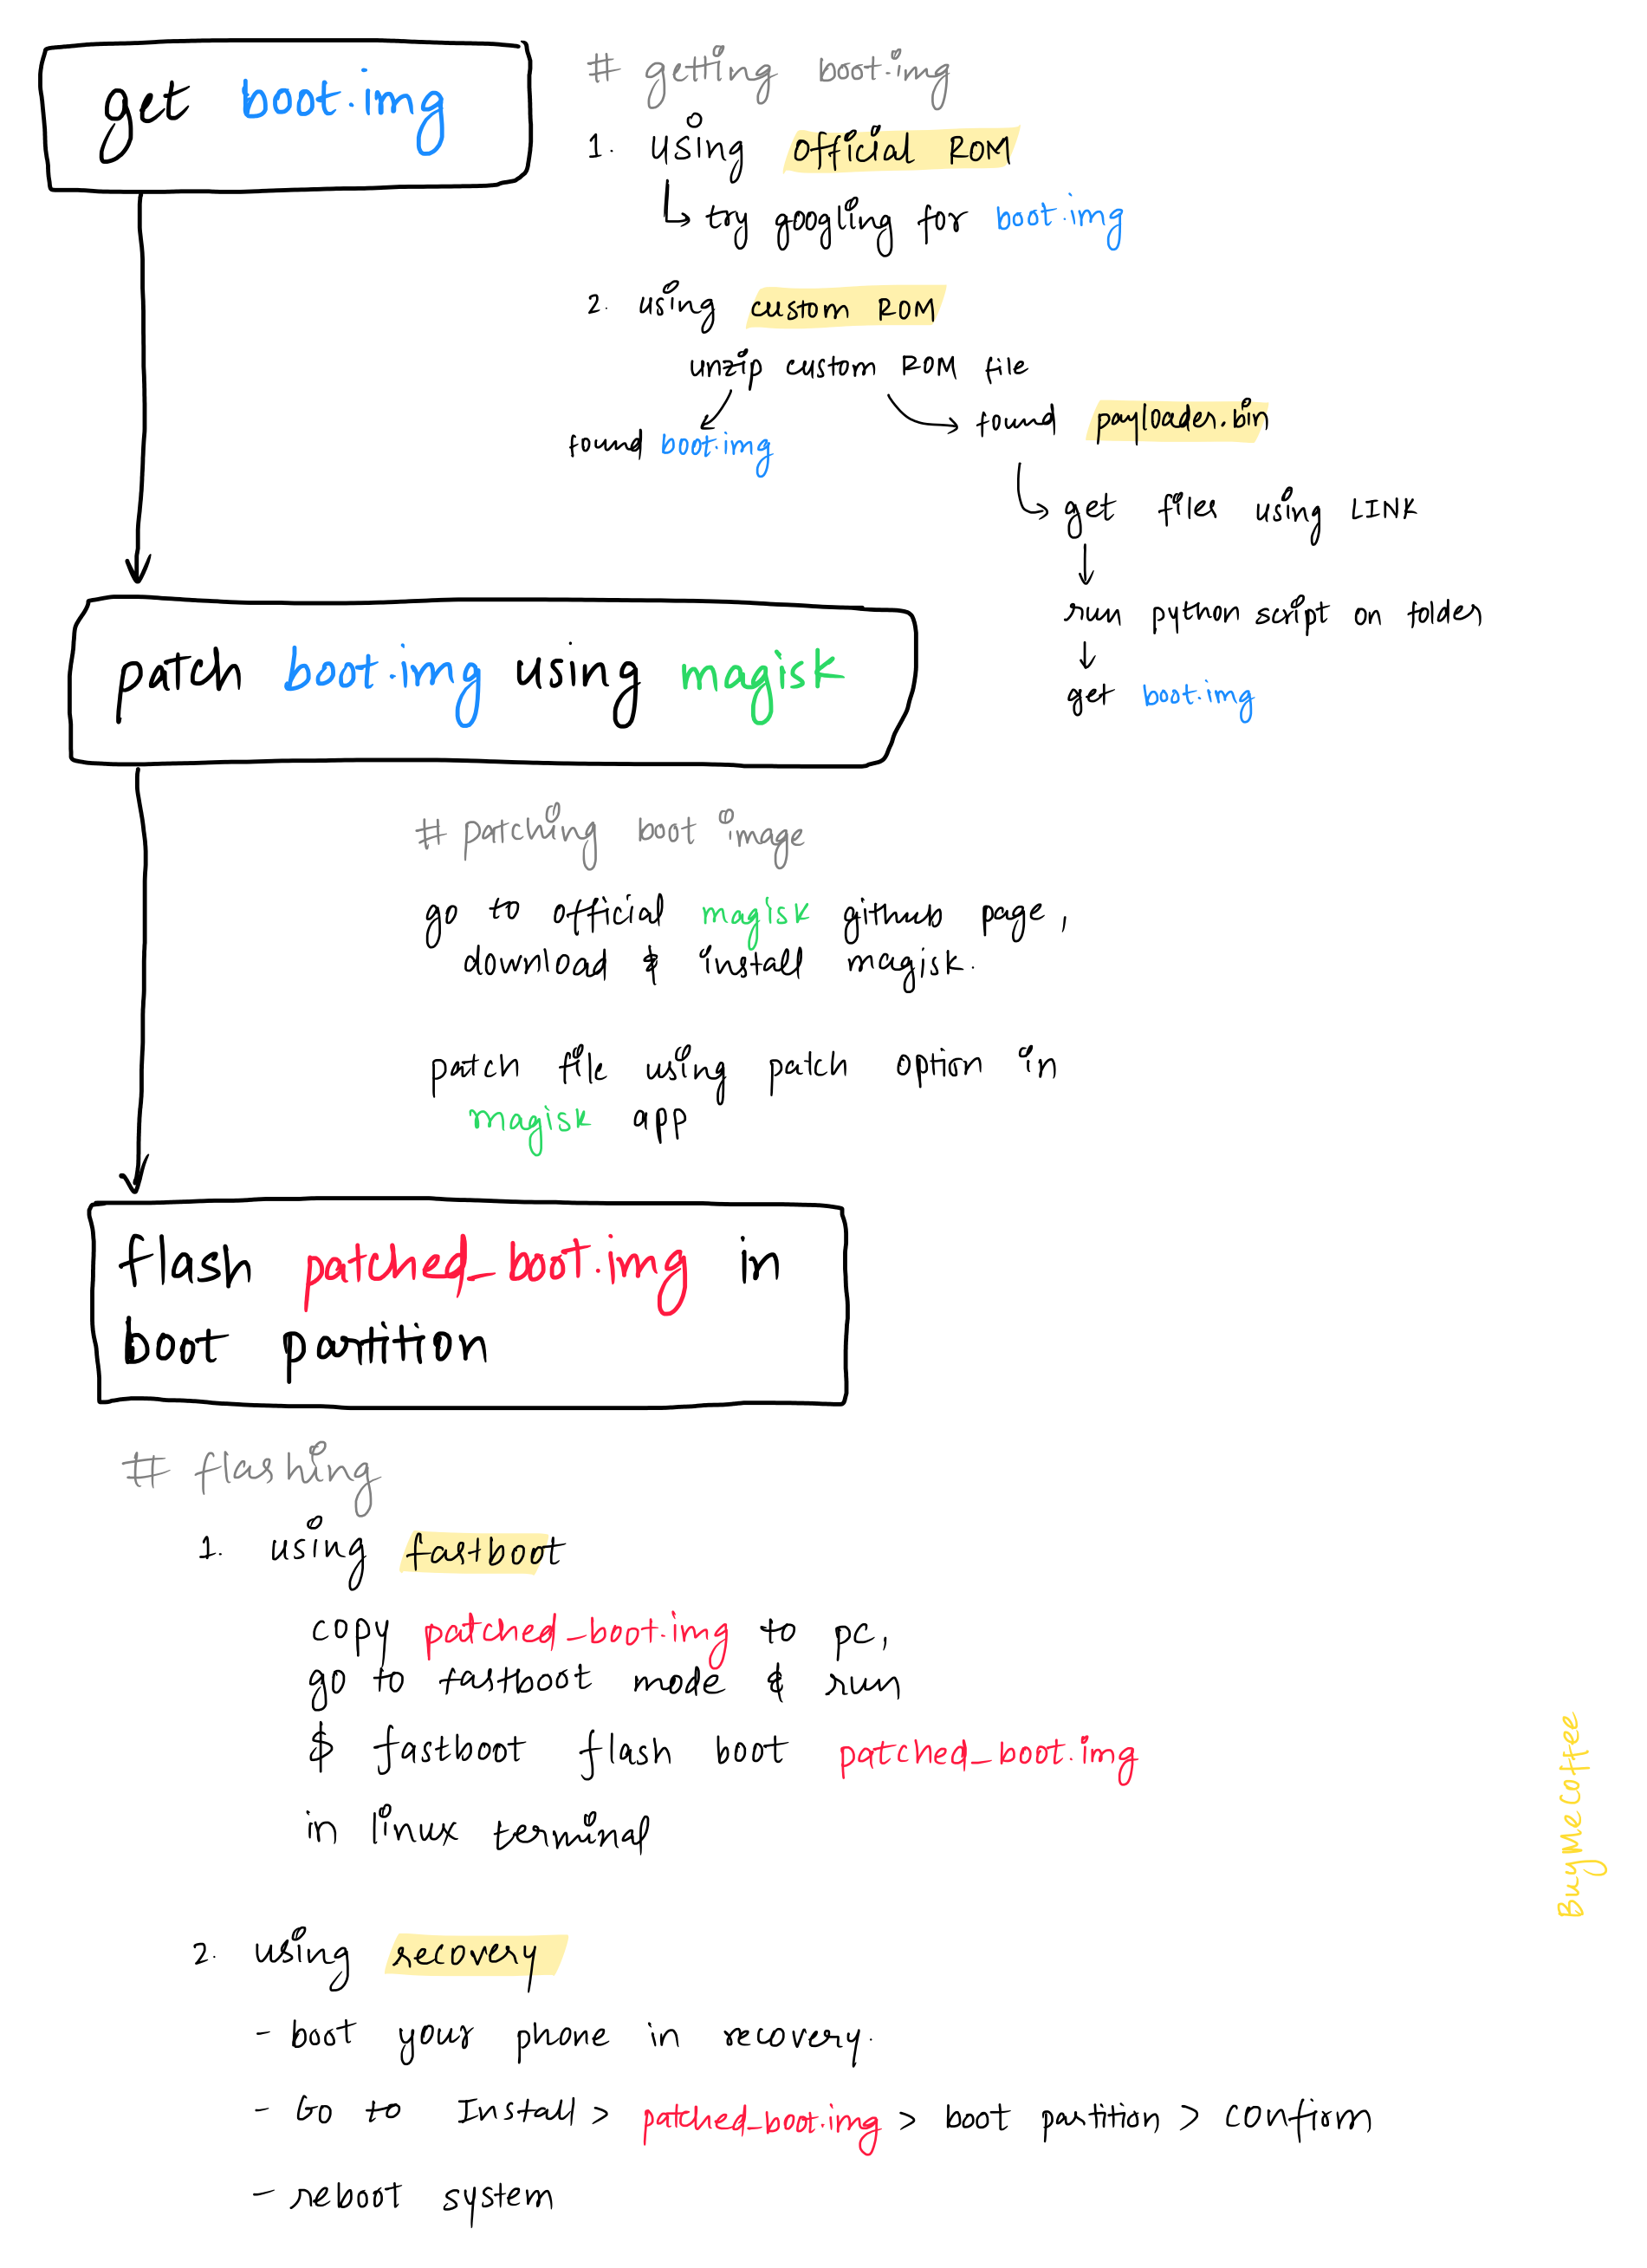 get boot.img
# getting boot.img
1. using official ROM
try googling for boot.img
2. using custom ROM
unzip custom ROM file
found boot.img
found payloader.bin
get files using LINK
run python script on folder
get boot.img
patch boot.img using magisk
# patching boot image
go to official magisk github page,
download & install magisk.
patch file using patch option in
magisk app
flash patched_boot.img in
boot partition
# flashing
1. using fastboot
copy patched_boot.img to pc,
go to fastboot mode & run
$ fastboot flash boot patched_boot.img
in linux terminal
2. using recovery
- boot your phone in recovery.
- Go to Install > patched_boot.img > boot partition > confirm
- reboot system
BuyMeCoffee